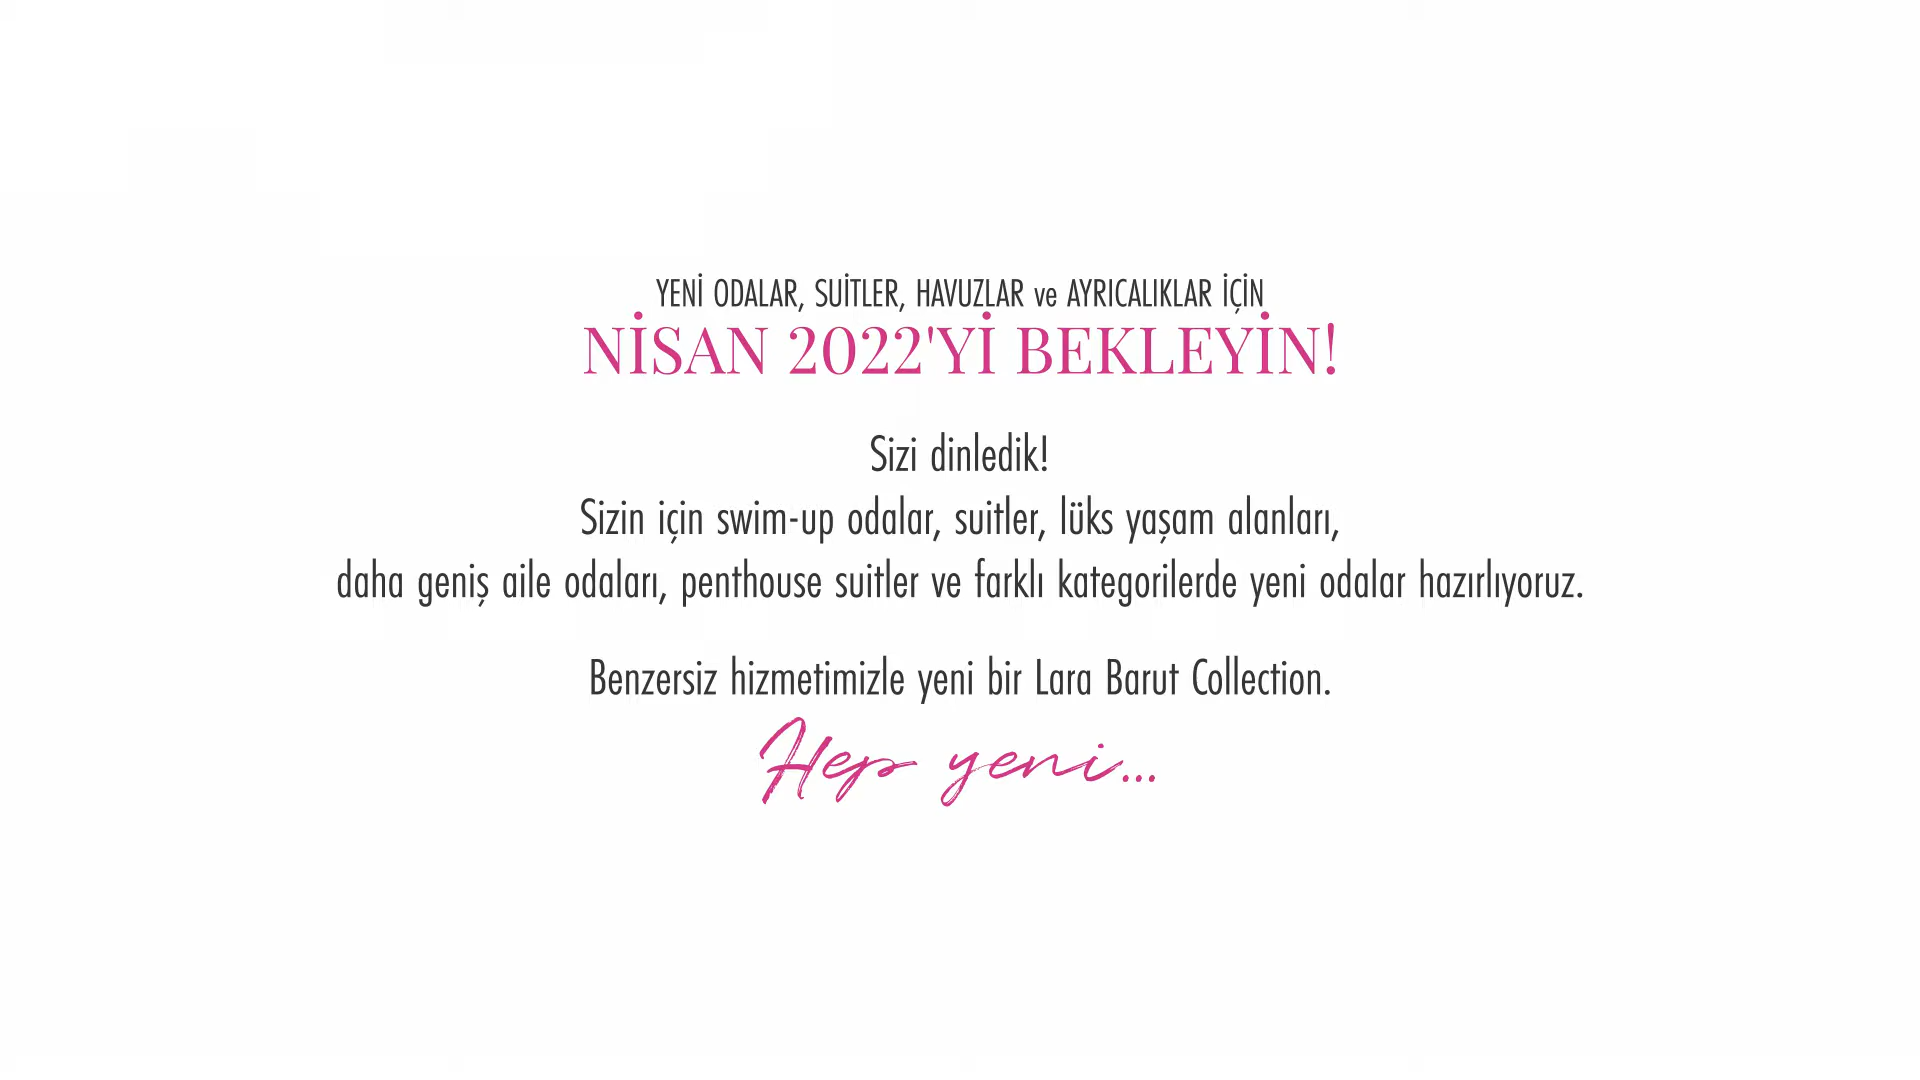 YENİ ODALAR, SUİTLER, HAVUZLAR ve AYRICALIKLAR İÇİN
NİSAN 2022'Yİ BEKLEYİN!
Sizi dinledik!
Sizin için swim-up odalar, suitler, lüks yaşam alanları,
daha geniş aile odaları, penthouse suitler ve farklı kategorilerde yeni odalar hazırlıyoruz.
Benzersiz hizmetimizle yeni bir Lara Barut Collection.
Hep yeni...